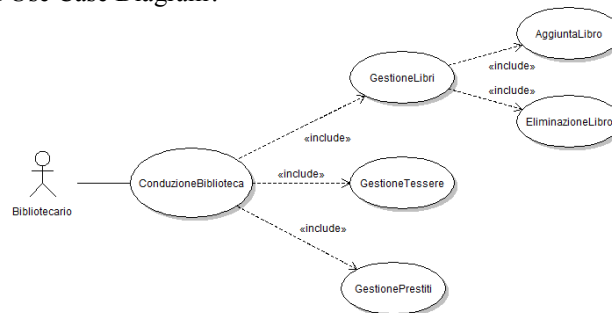 Use Case Diagram:
AggiuntaLibro
«include»
GestioneLibri
«include»
EliminazioneLibro
«include»
ConduzioneBiblioteca
«include»
GestioneTessere
Bibliotecario
«include»
GestionePrestiti